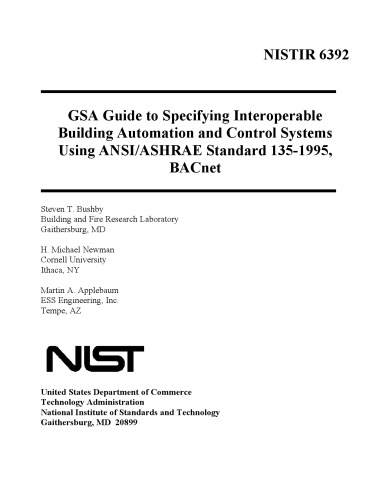 NISTIR 6392
GSA Guide to Specifying Interoperable
Building Automation and Control Systems
Using ANSI/ASHRAE Standard 135-1995,
BACnet
Steven T. Bushby
Building and Fire Research Laboratory
Gaithersburg, MD
H. Michael Newman
Cornell University
Ithaca, NY
Martin A. Applebaum
ESS Engineering, Inc.
Tempe, AZ
NIST
United States Department of Commerce
Technology Administration
National Institute of Standards and Technology
Gaithersburg, MD 20899